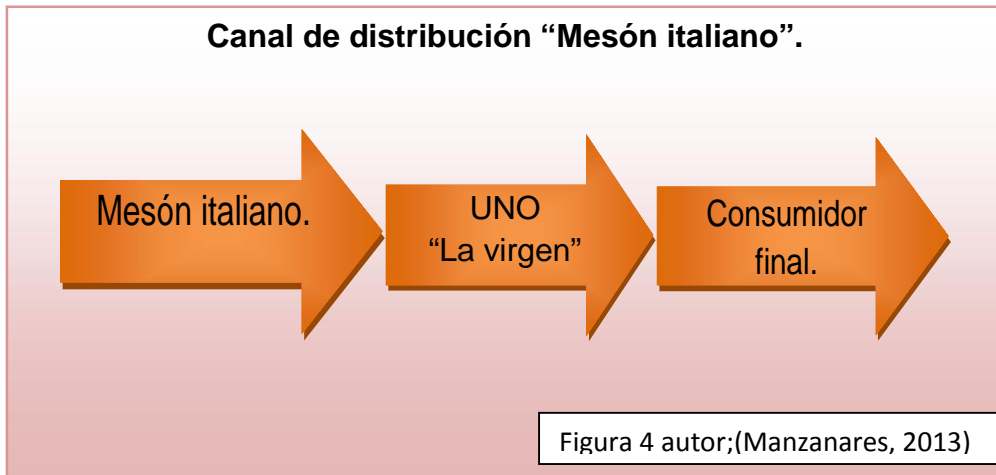 Canal de distribución “Mesón italiano”.
Mesón italiano.
UNO
“La virgen”
Consumidor
final.
Figura 4 autor;(Manzanares, 2013)